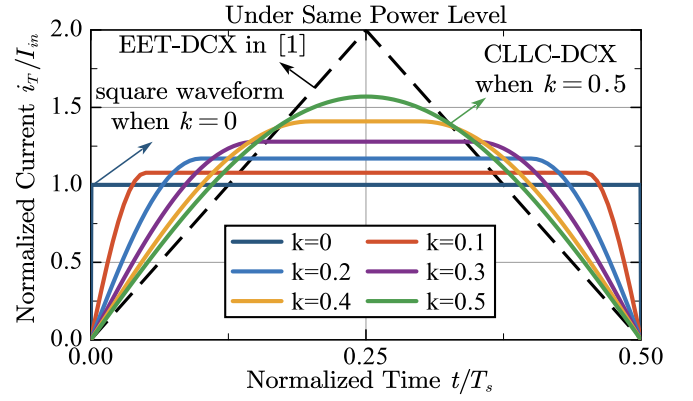 Under Same Power Level
EET-DCX in [1]
CLLC-DCX
when k=0.5
square waveform
when k=0
Normalized Current i_T/I_in
2.0
1.5
1.0
0.5
0.0
k=0
k=0.1
k=0.2
k=0.3
k=0.4
k=0.5
0.00
0.25
0.50
Normalized Time t/T_s